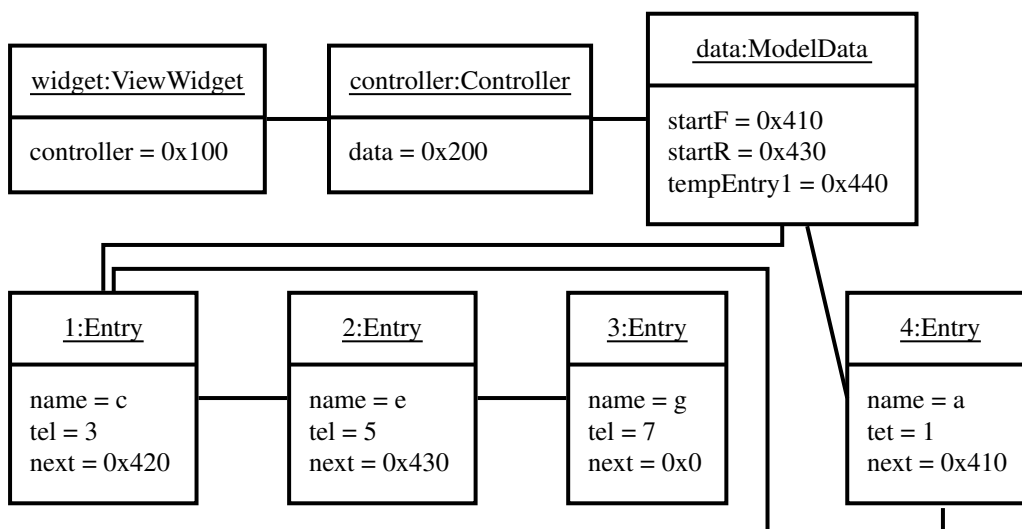 widget:ViewWidget
controller = 0x100
controller:Controller
data = 0x200
data:ModelData
startF = 0x410
startR = 0x430
tempEntry1 = 0x440
1:Entry
name = c
tel = 3
next = 0x420
2:Entry
name = e
tel = 5
next = 0x430
3:Entry
name = g
tel = 7
next = 0x0
4:Entry
name = a
tet = 1
next = 0x410